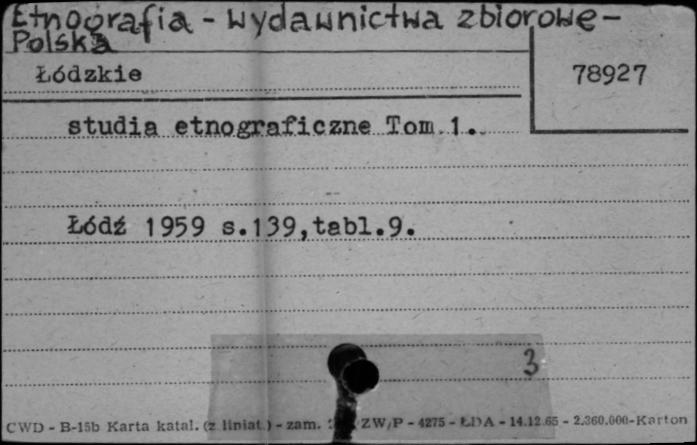 Etnografia - wydawnictwa zbiorowe -
Polska
Łódzkie
78927
studia etnograficzne Tom 1.
Łódź 1959 s.139,tabl.9.
3
CWD - B-15b Karta katal. (z liniat.) - zam. ZW/P - 4275 - ŁDA - 14.12.65 - 2.360.000-Karton